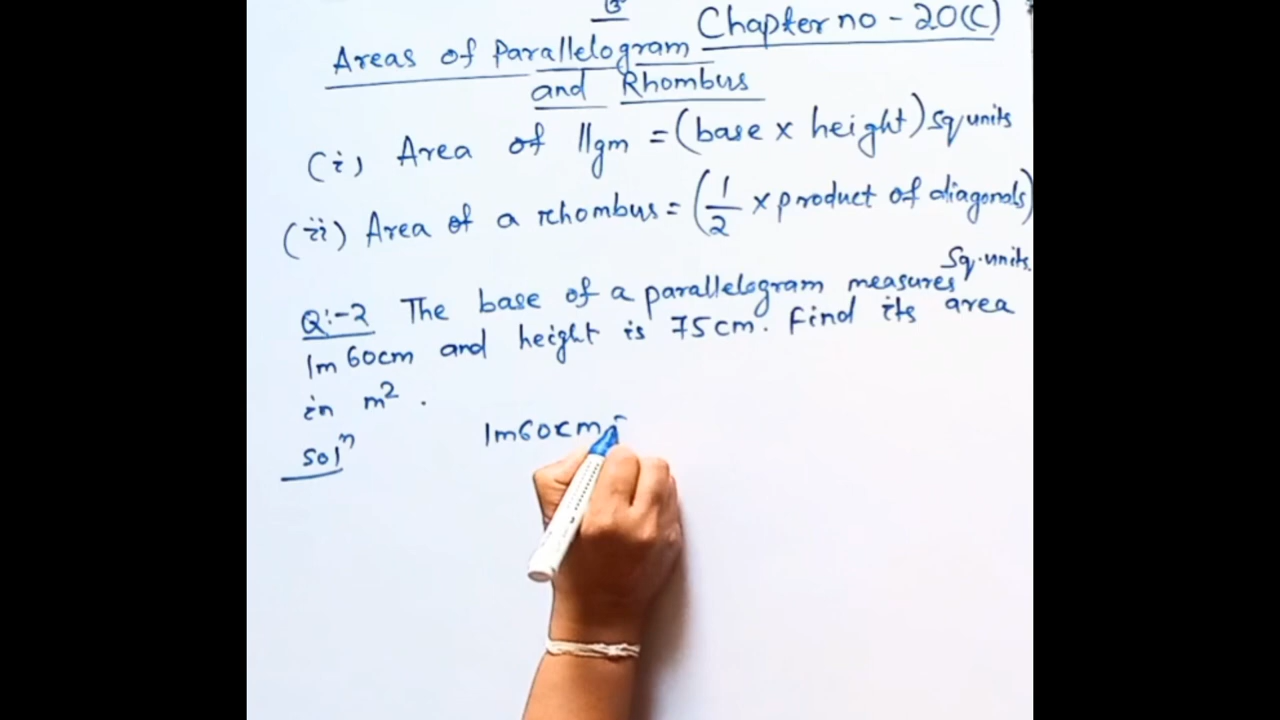 Chapter no - 20(C)
Areas of Parallelogram
and Rhombus
(i) Area of ||gm = (base x height) Sq units
(ii) Area of a rhombus = (1/2 x product of diagonals)
Sq. units.
Q:-2 The base of a parallelogram measures
1m 60cm and height is 75cm. Find its area
in m².
Solⁿ 1m60cm